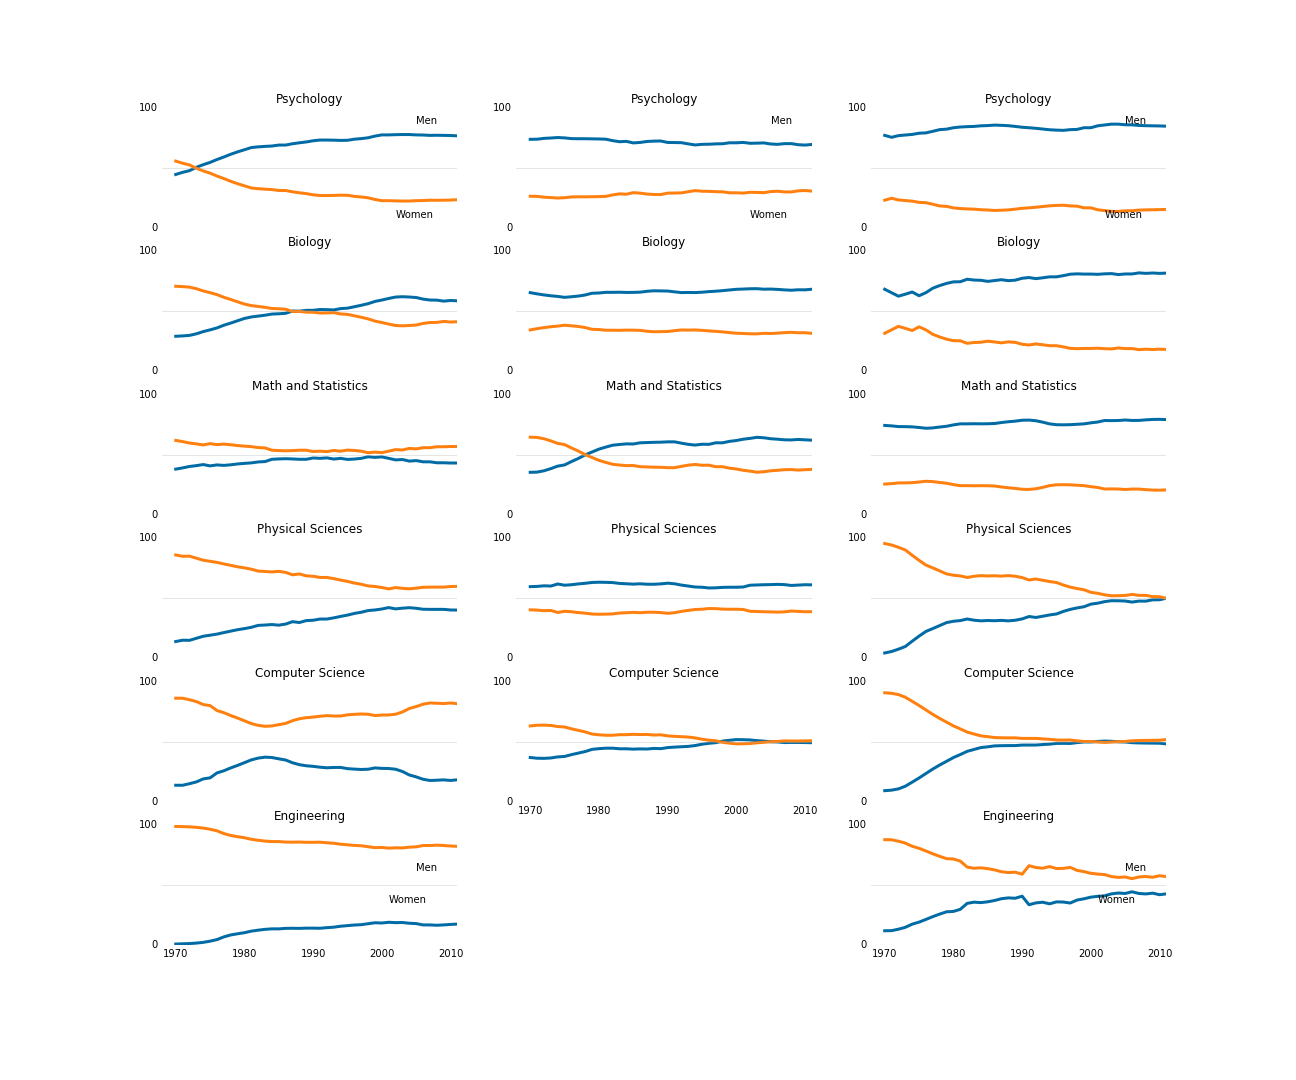 Psychology Psychology Psychology
100 100 100
Men Men Men
Women Women Women
0 0 0
Biology Biology Biology
100 100 100
0 0 0
Math and Statistics Math and Statistics Math and Statistics
100 100 100
0 0 0
Physical Sciences Physical Sciences Physical Sciences
100 100 100
0 0 0
Computer Science Computer Science Computer Science
100 100 100
0 0 0
1970 1980 1990 2000 2010
Engineering Engineering
100 100
Men Men
Women Women
0 0
1970 1980 1990 2000 2010 1970 1980 1990 2000 2010